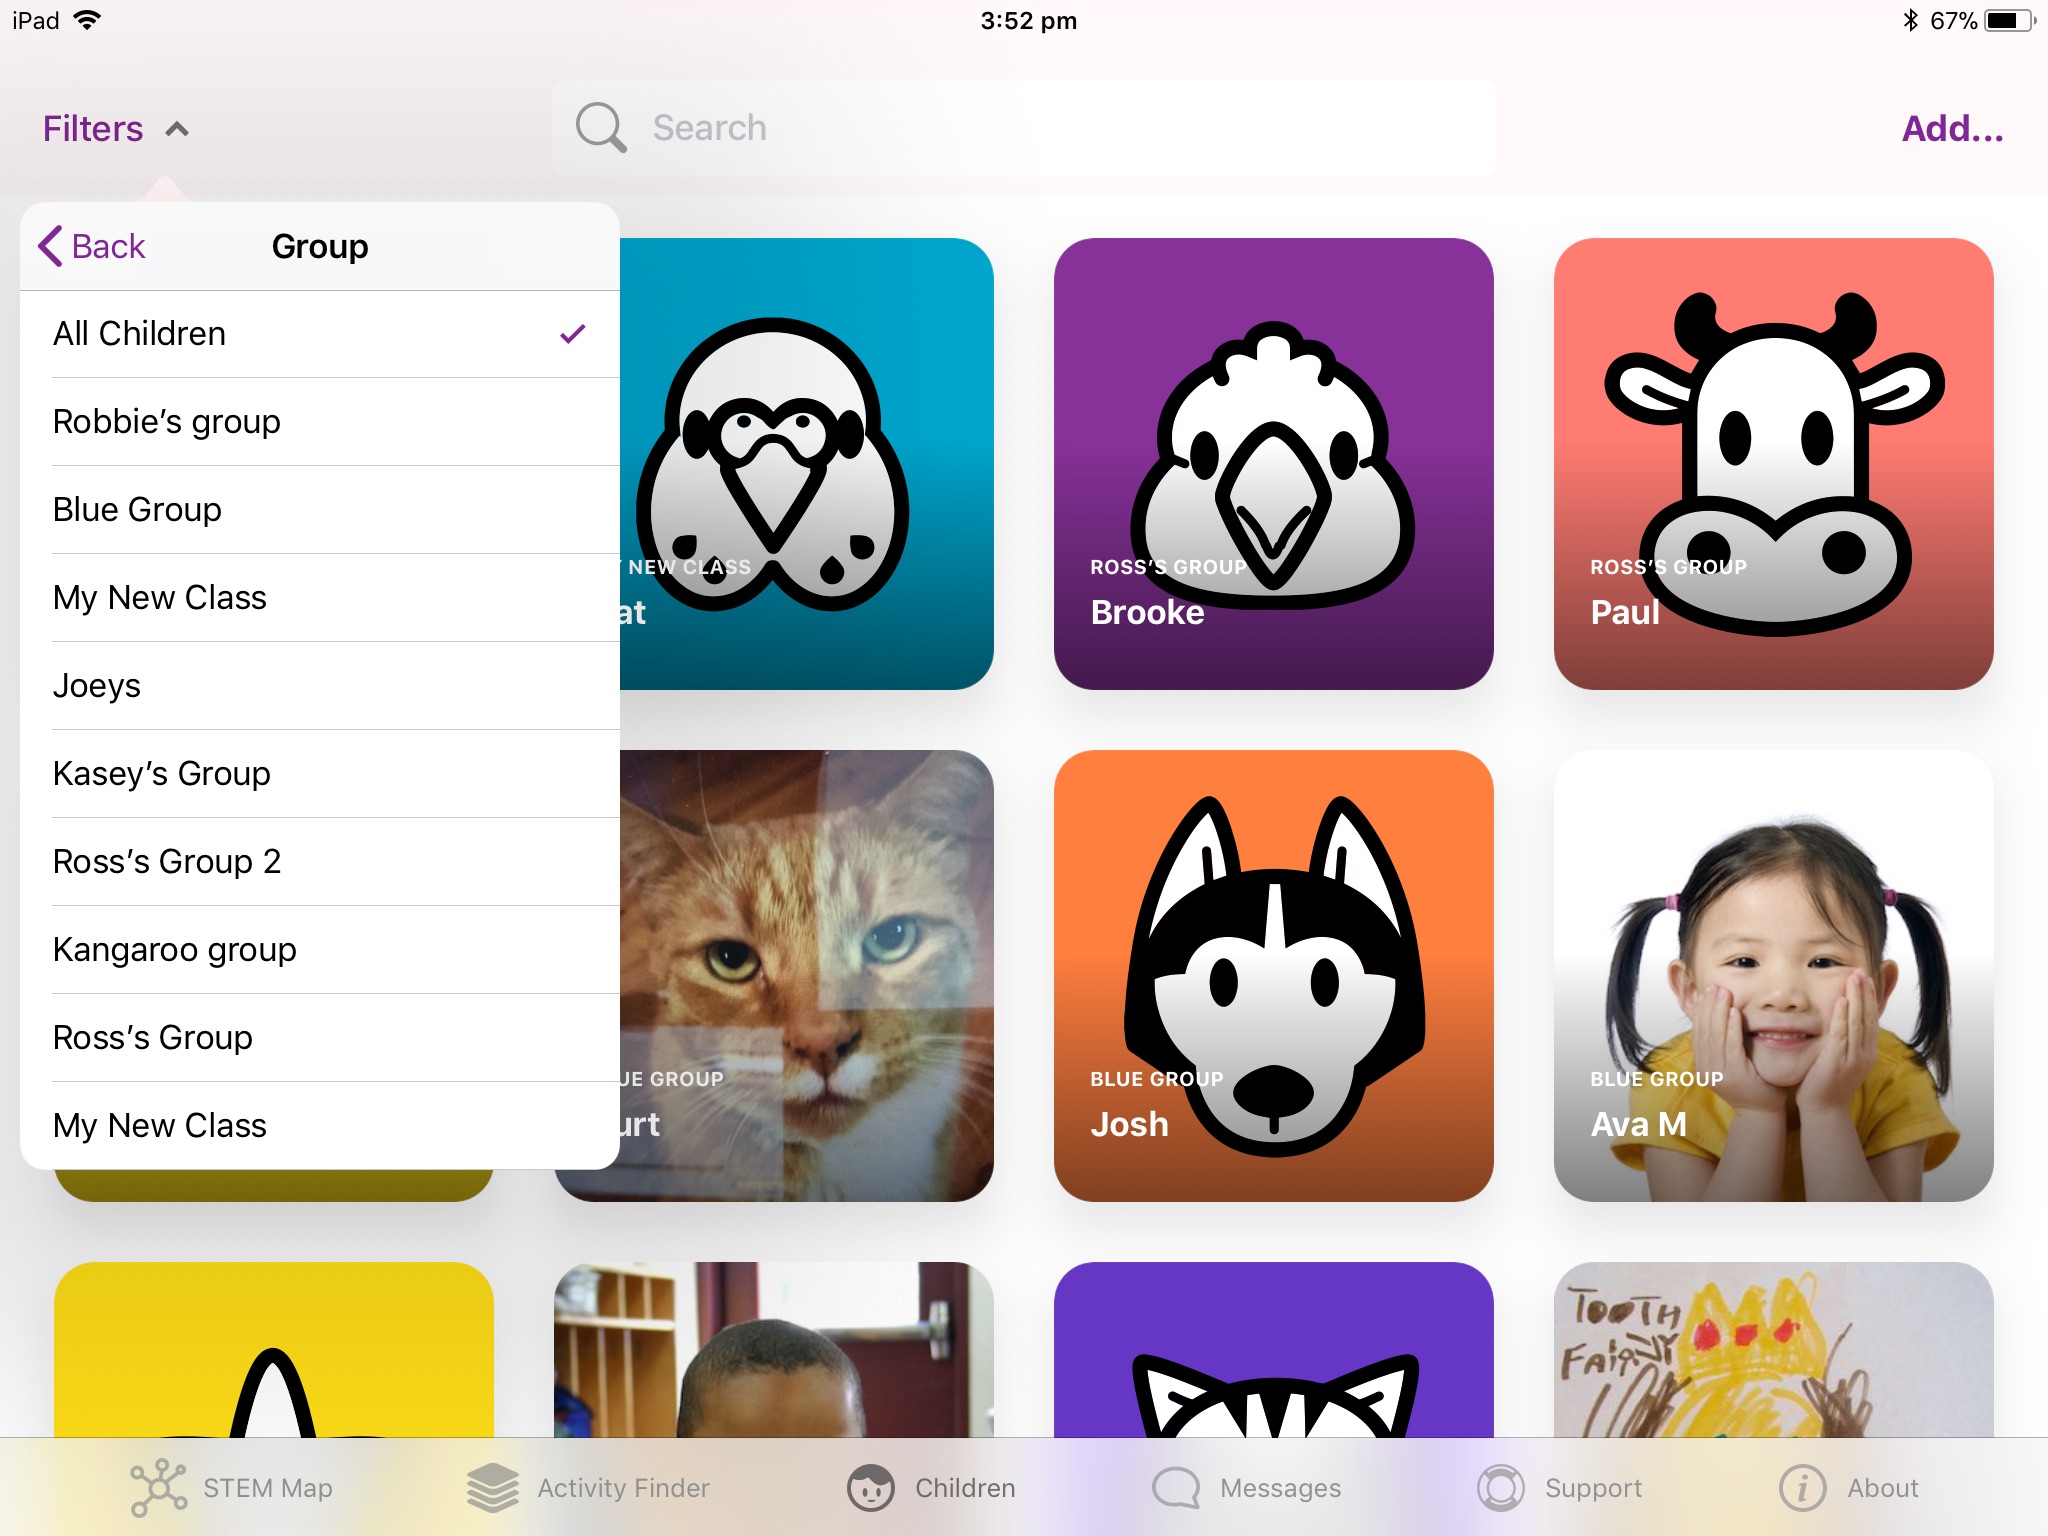 iPad
3:52 pm
67%
Filters
Search
Add...
Back
Group
All Children
Robbie’s group
Blue Group
My New Class
Joeys
Kasey’s Group
Ross’s Group 2
Kangaroo group
Ross’s Group
My New Class
NEW CLASS
at
ROSS’S GROUP
Brooke
ROSS’S GROUP
Paul
UE GROUP
urt
BLUE GROUP
Josh
BLUE GROUP
Ava M
TOOTH
FAIRY
STEM Map
Activity Finder
Children
Messages
Support
About